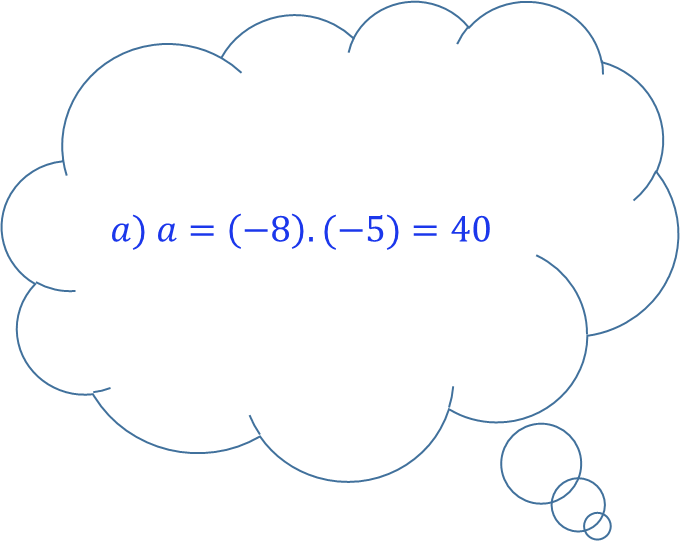 a) a = (−8).(−5) = 40